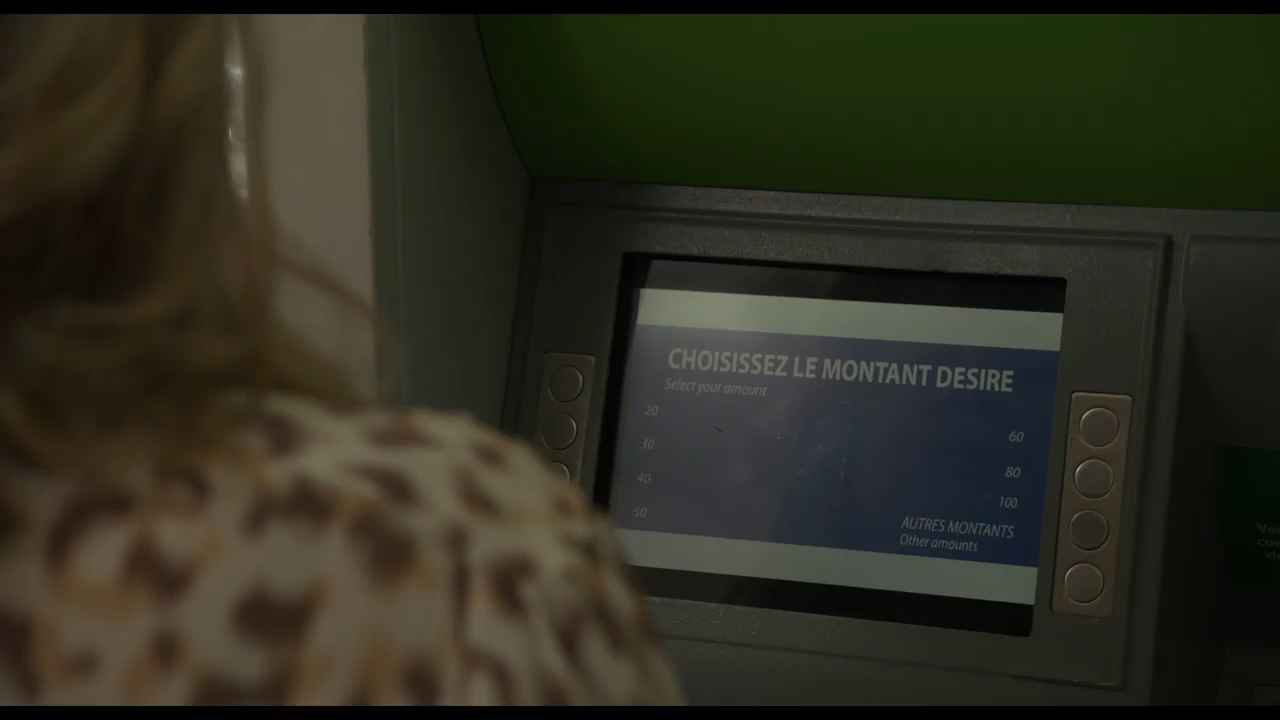 CHOISISSEZ LE MONTANT DESIRE
Select your amount
20
30
40
50
60
80
100
AUTRES MONTANTS
Other amounts